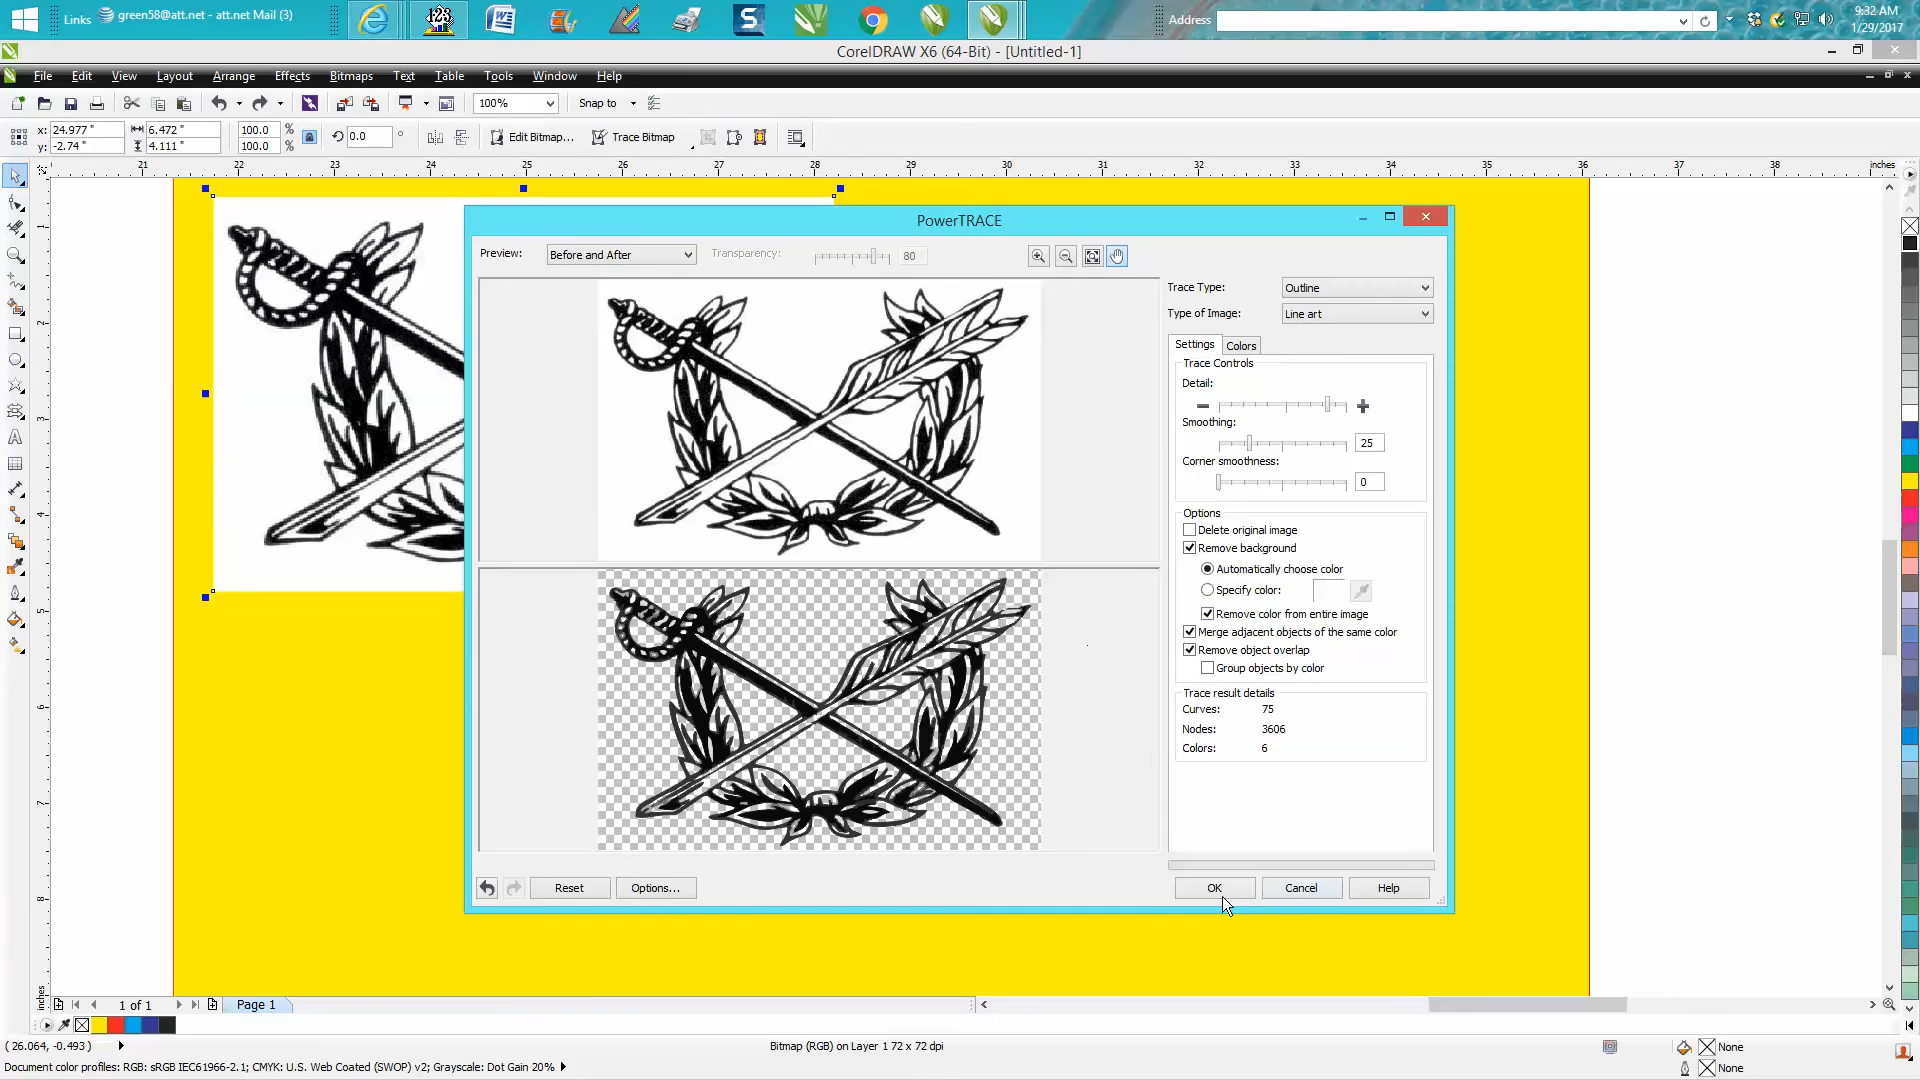 Links green58@att.net - att.net Mail (3)
Address
9:32 AM
1/29/2017
CorelDRAW X6 (64-Bit) - [Untitled-1]
File Edit View Layout Arrange Effects Bitmaps Text Table Tools Window Help
100% Snap to
x: 24.977 " 6.472 " 100.0 % 0.0 ° Edit Bitmap... Trace Bitmap
y: -2.74 " 4.111 " 100.0 %
21 22 23 24 25 26 27 28 29 30 31 32 33 34 35 36 37 38 inches
1
2
3
4
5
6
7
8
inches
PowerTRACE
Preview: Before and After Transparency: 80
Trace Type: Outline
Type of Image: Line art
Settings Colors
Trace Controls
Detail:
Smoothing:
25
Corner smoothness:
0
Options
Delete original image
Remove background
Automatically choose color
Specify color:
Remove color from entire image
Merge adjacent objects of the same color
Remove object overlap
Group objects by color
Trace result details
Curves: 75
Nodes: 3606
Colors: 6
Reset Options... OK Cancel Help
1 of 1 Page 1
( 26.064, -0.493 ) Bitmap (RGB) on Layer 1 72 x 72 dpi None
Document color profiles: RGB: sRGB IEC61966-2.1; CMYK: U.S. Web Coated (SWOP) v2; Grayscale: Dot Gain 20% None